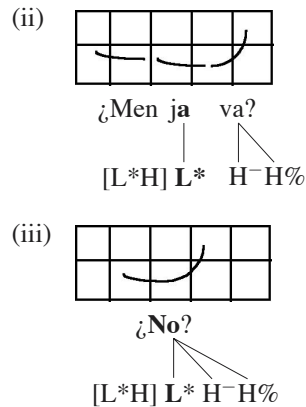 (ii)
¿Men ja va?
[L*H] L* H⁻H%
(iii)
¿No?
[L*H] L* H⁻H%